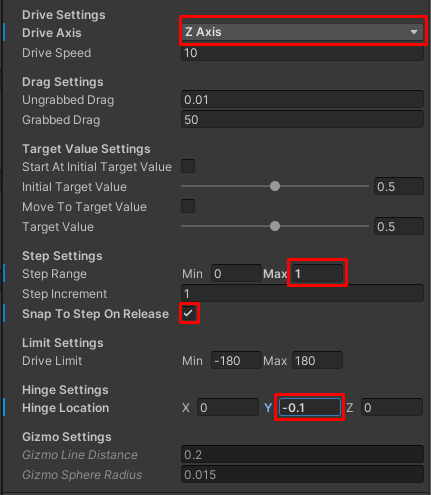 Drive Settings
Drive Axis Z Axis
Drive Speed 10
Drag Settings
Ungrabbed Drag 0.01
Grabbed Drag 50
Target Value Settings
Start At Initial Target Value
Initial Target Value 0.5
Move To Target Value
Target Value 0.5
Step Settings
Step Range Min 0 Max 1
Step Increment 1
Snap To Step On Release
Limit Settings
Drive Limit Min -180 Max 180
Hinge Settings
Hinge Location X 0 Y -0.1 Z 0
Gizmo Settings
Gizmo Line Distance 0.2
Gizmo Sphere Radius 0.015